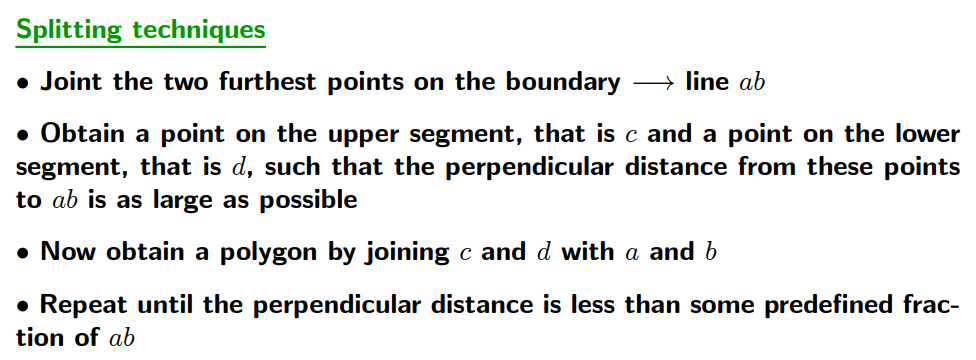 Splitting techniques
• Joint the two furthest points on the boundary ⟶ line ab
• Obtain a point on the upper segment, that is c and a point on the lower
segment, that is d, such that the perpendicular distance from these points
to ab is as large as possible
• Now obtain a polygon by joining c and d with a and b
• Repeat until the perpendicular distance is less than some predefined frac-
tion of ab